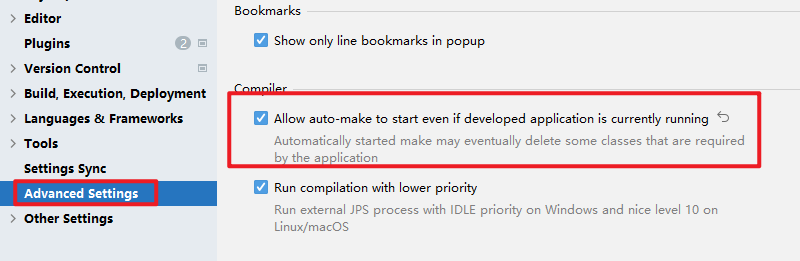 Editor
Plugins 2
Version Control
Build, Execution, Deployment
Languages & Frameworks
Tools
Settings Sync
Advanced Settings
Other Settings
Bookmarks
Show only line bookmarks in popup
Compiler
Allow auto-make to start even if developed application is currently running
Automatically started make may eventually delete some classes that are required
by the application
Run compilation with lower priority
Run external JPS process with IDLE priority on Windows and nice level 10 on
Linux/macOS